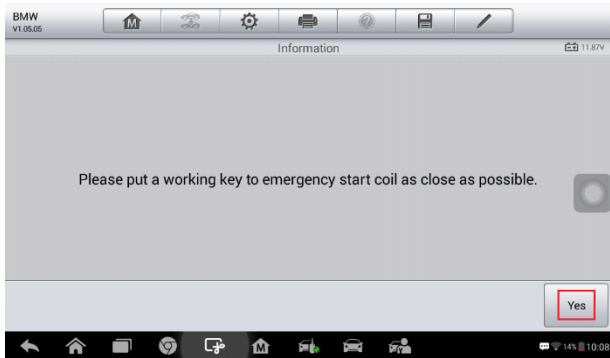 BMW
V1.05.05
Information
11.87V
Please put a working key to emergency start coil as close as possible.
Yes
14% 10:08